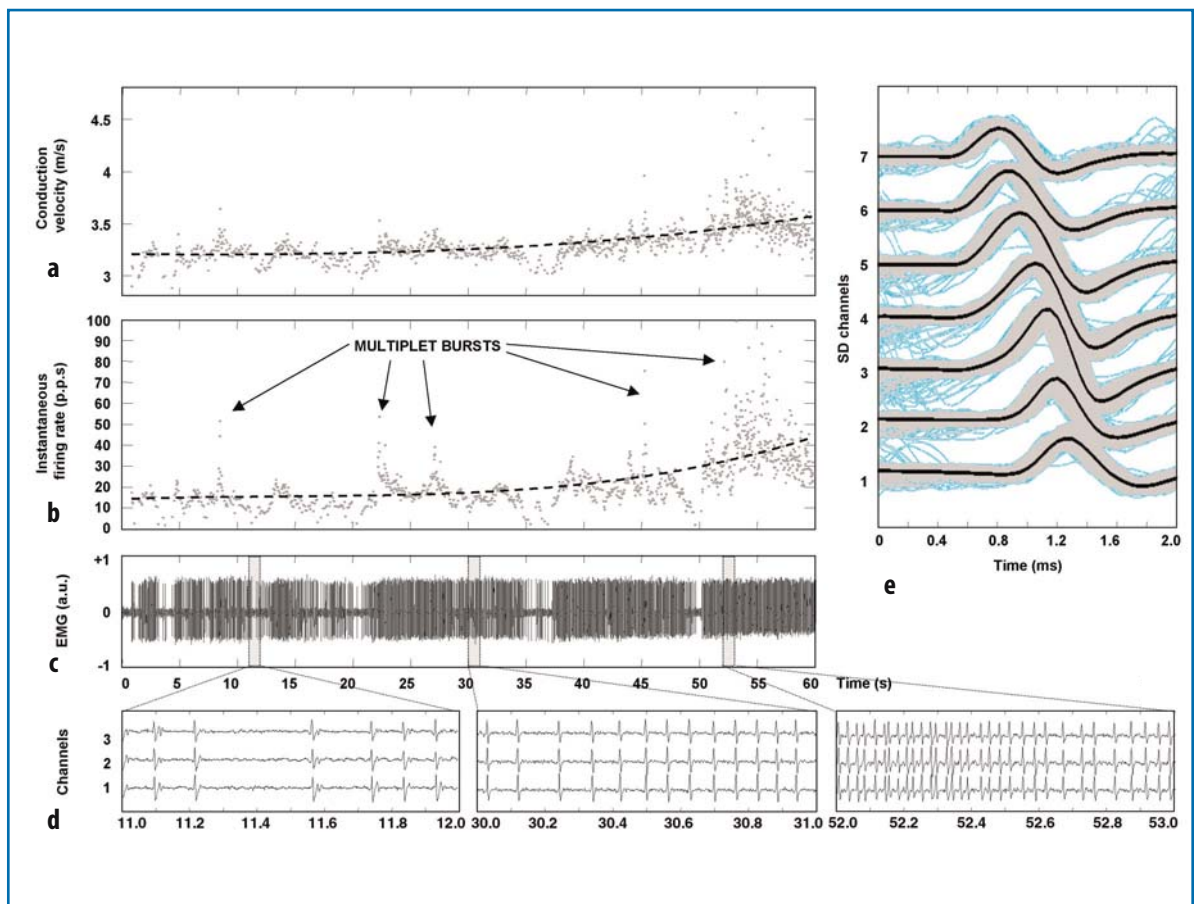 4.5
4
3.5
3
Conduction
velocity (m/s)
a
100
90
80
70
60
50
40
30
20
10
0
Instantaneous
firing rate (p.p.s)
MULTIPLET BURSTS
b
+1
0
-1
EMG (a.u.)
c
0 5 10 15 20 25 30 35 40 45 50 55 60 Time (s)
3
2
1
Channels
d
11.0 11.2 11.4 11.6 11.8 12.0
30.0 30.2 30.4 30.6 30.8 31.0
52.0 52.2 52.4 52.6 52.8 53.0
7
6
5
4
3
2
1
SD channels
0 0.4 0.8 1.2 1.6 2.0
Time (ms)
e